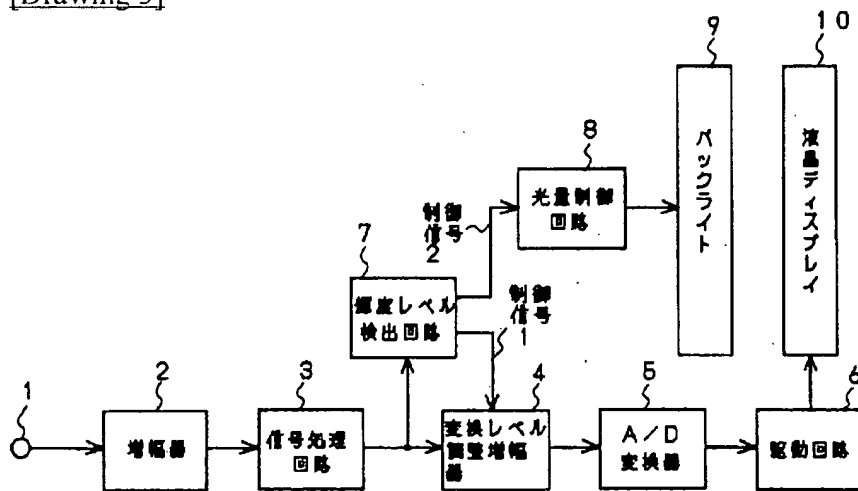 [Drawing 3]
9
10
バックライト
液晶ディスプレイ
8
光量制御
回路
制御
信号
2
7
輝度レベル
検出回路
制御
信号
1
1
2
増幅器
3
信号処理
回路
4
変換レベル
調整増幅
器
5
A/D
変換器
6
駆動回路